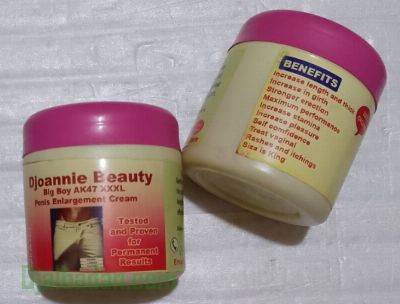 Djoannie Beauty
Big Boy AK47 XXXL
Penis Enlargement Cream
Tested
and Proven
for
Permanent
Results
BENEFITS
Increase length and thick
Increase in girth
Stronger erection
Maximum performance
Increase stamina
Increase pleasure
Self comfidence
Treat vaginal
Rashes and itchings
Size is King